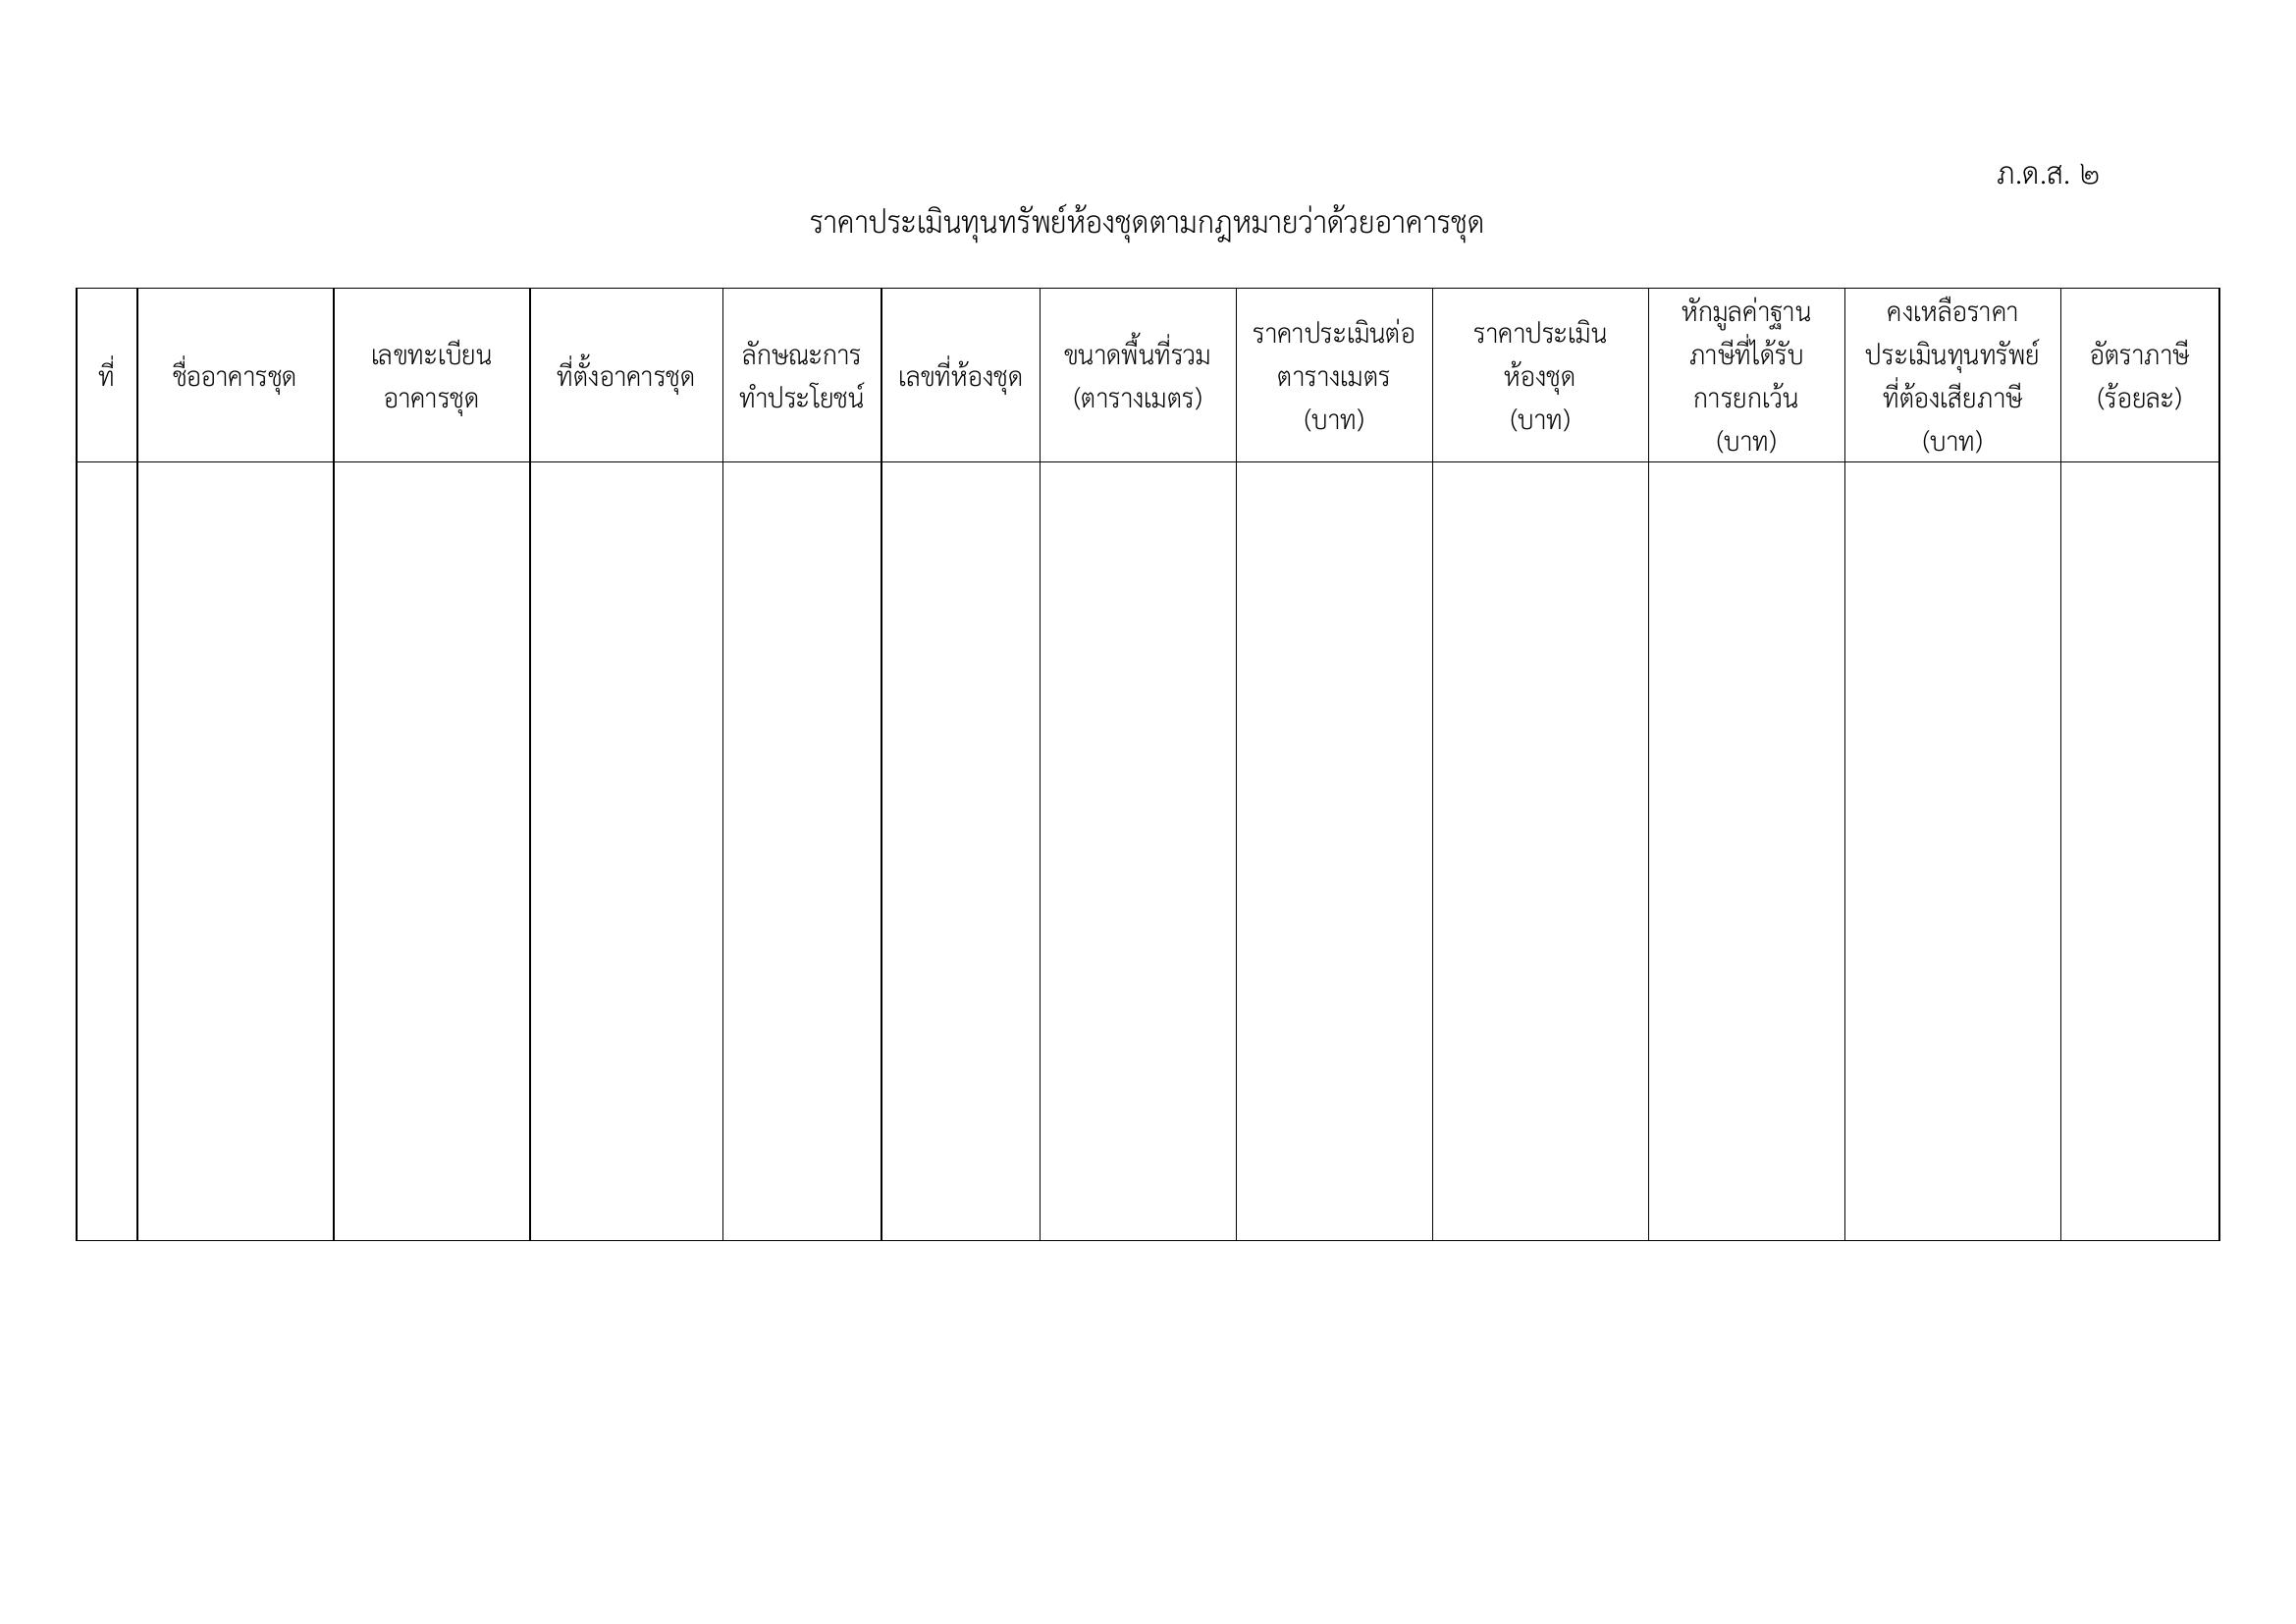 ภ.ด.ส. ๒
ราคาประเมินทุนทรัพย์ห้องชุดตามกฎหมายว่าด้วยอาคารชุด
ที่
ชื่ออาคารชุด
เลขทะเบียน
อาคารชุด
ที่ตั้งอาคารชุด
ลักษณะการ
ทำประโยชน์
เลขที่ห้องชุด
ขนาดพื้นที่รวม
(ตารางเมตร)
ราคาประเมินต่อ
ตารางเมตร
(บาท)
ราคาประเมิน
ห้องชุด
(บาท)
หักมูลค่าฐาน
ภาษีที่ได้รับ
การยกเว้น
(บาท)
คงเหลือราคา
ประเมินทุนทรัพย์
ที่ต้องเสียภาษี
(บาท)
อัตราภาษี
(ร้อยละ)